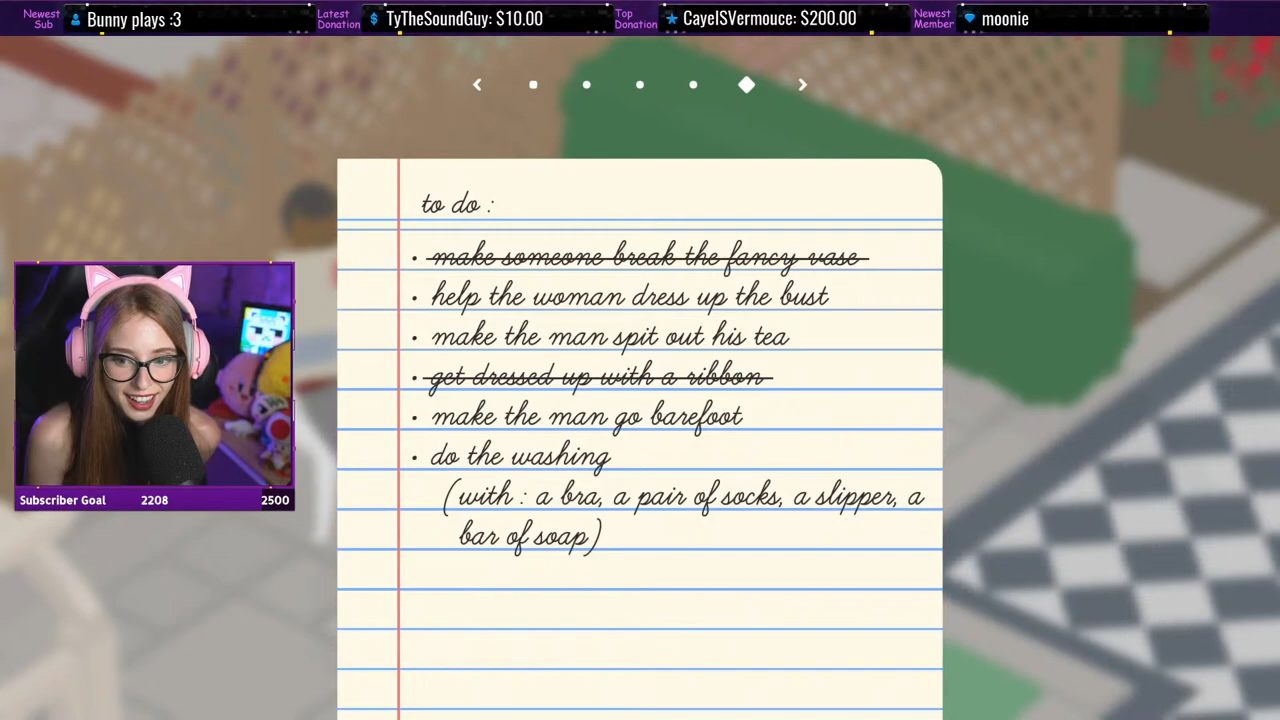 Newest Sub
Bunny plays :3
Latest Donation
TyTheSoundGuy: $10.00
Top Donation
CayeISVermouce: $200.00
Newest Member
moonie
to do :
• make someone break the fancy vase
• help the woman dress up the bust
• make the man spit out his tea
• get dressed up with a ribbon
• make the man go barefoot
• do the washing
(with : a bra, a pair of socks, a slipper, a
bar of soap)
Subscriber Goal 2208 2500